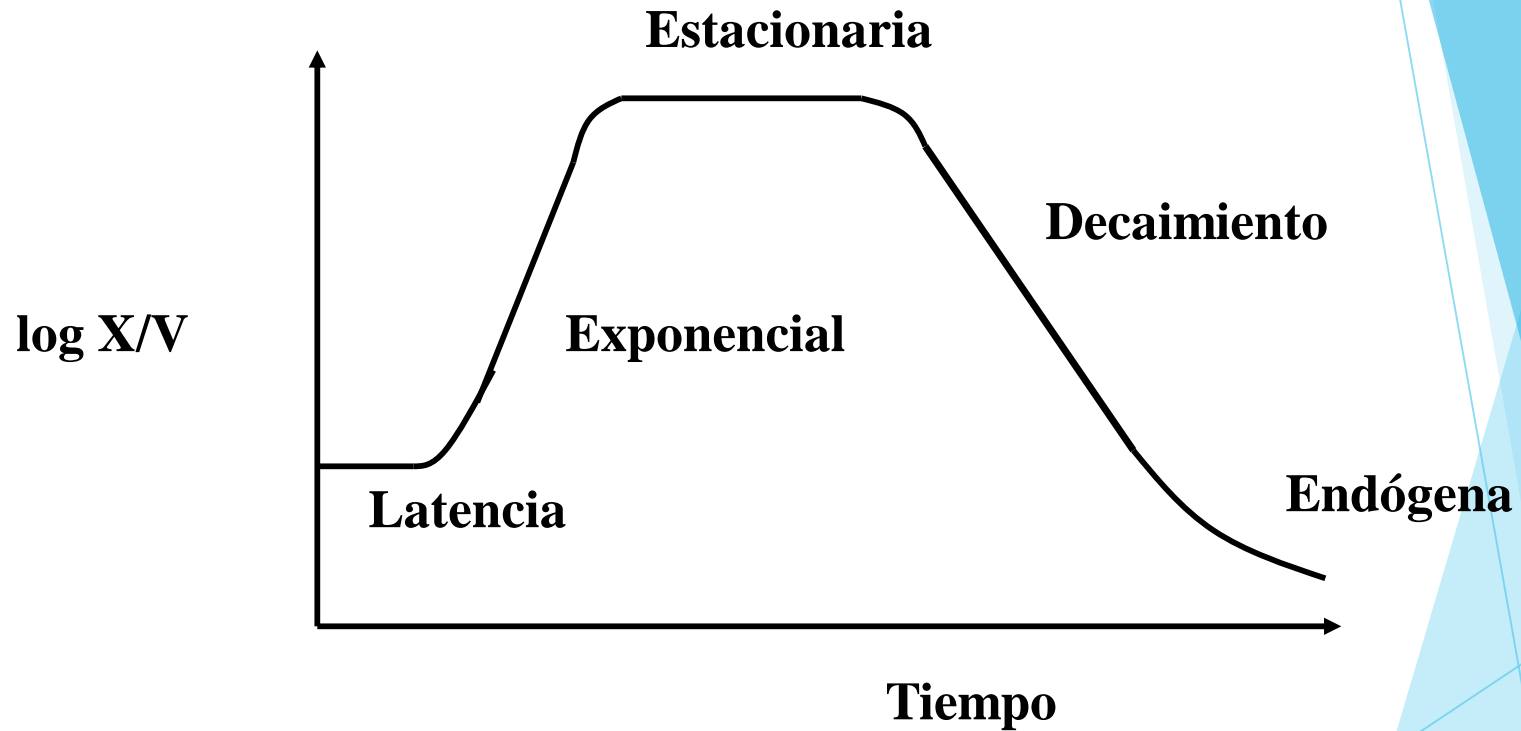 Estacionaria
Decaimiento
log X/V
Exponencial
Endógena
Latencia
Tiempo